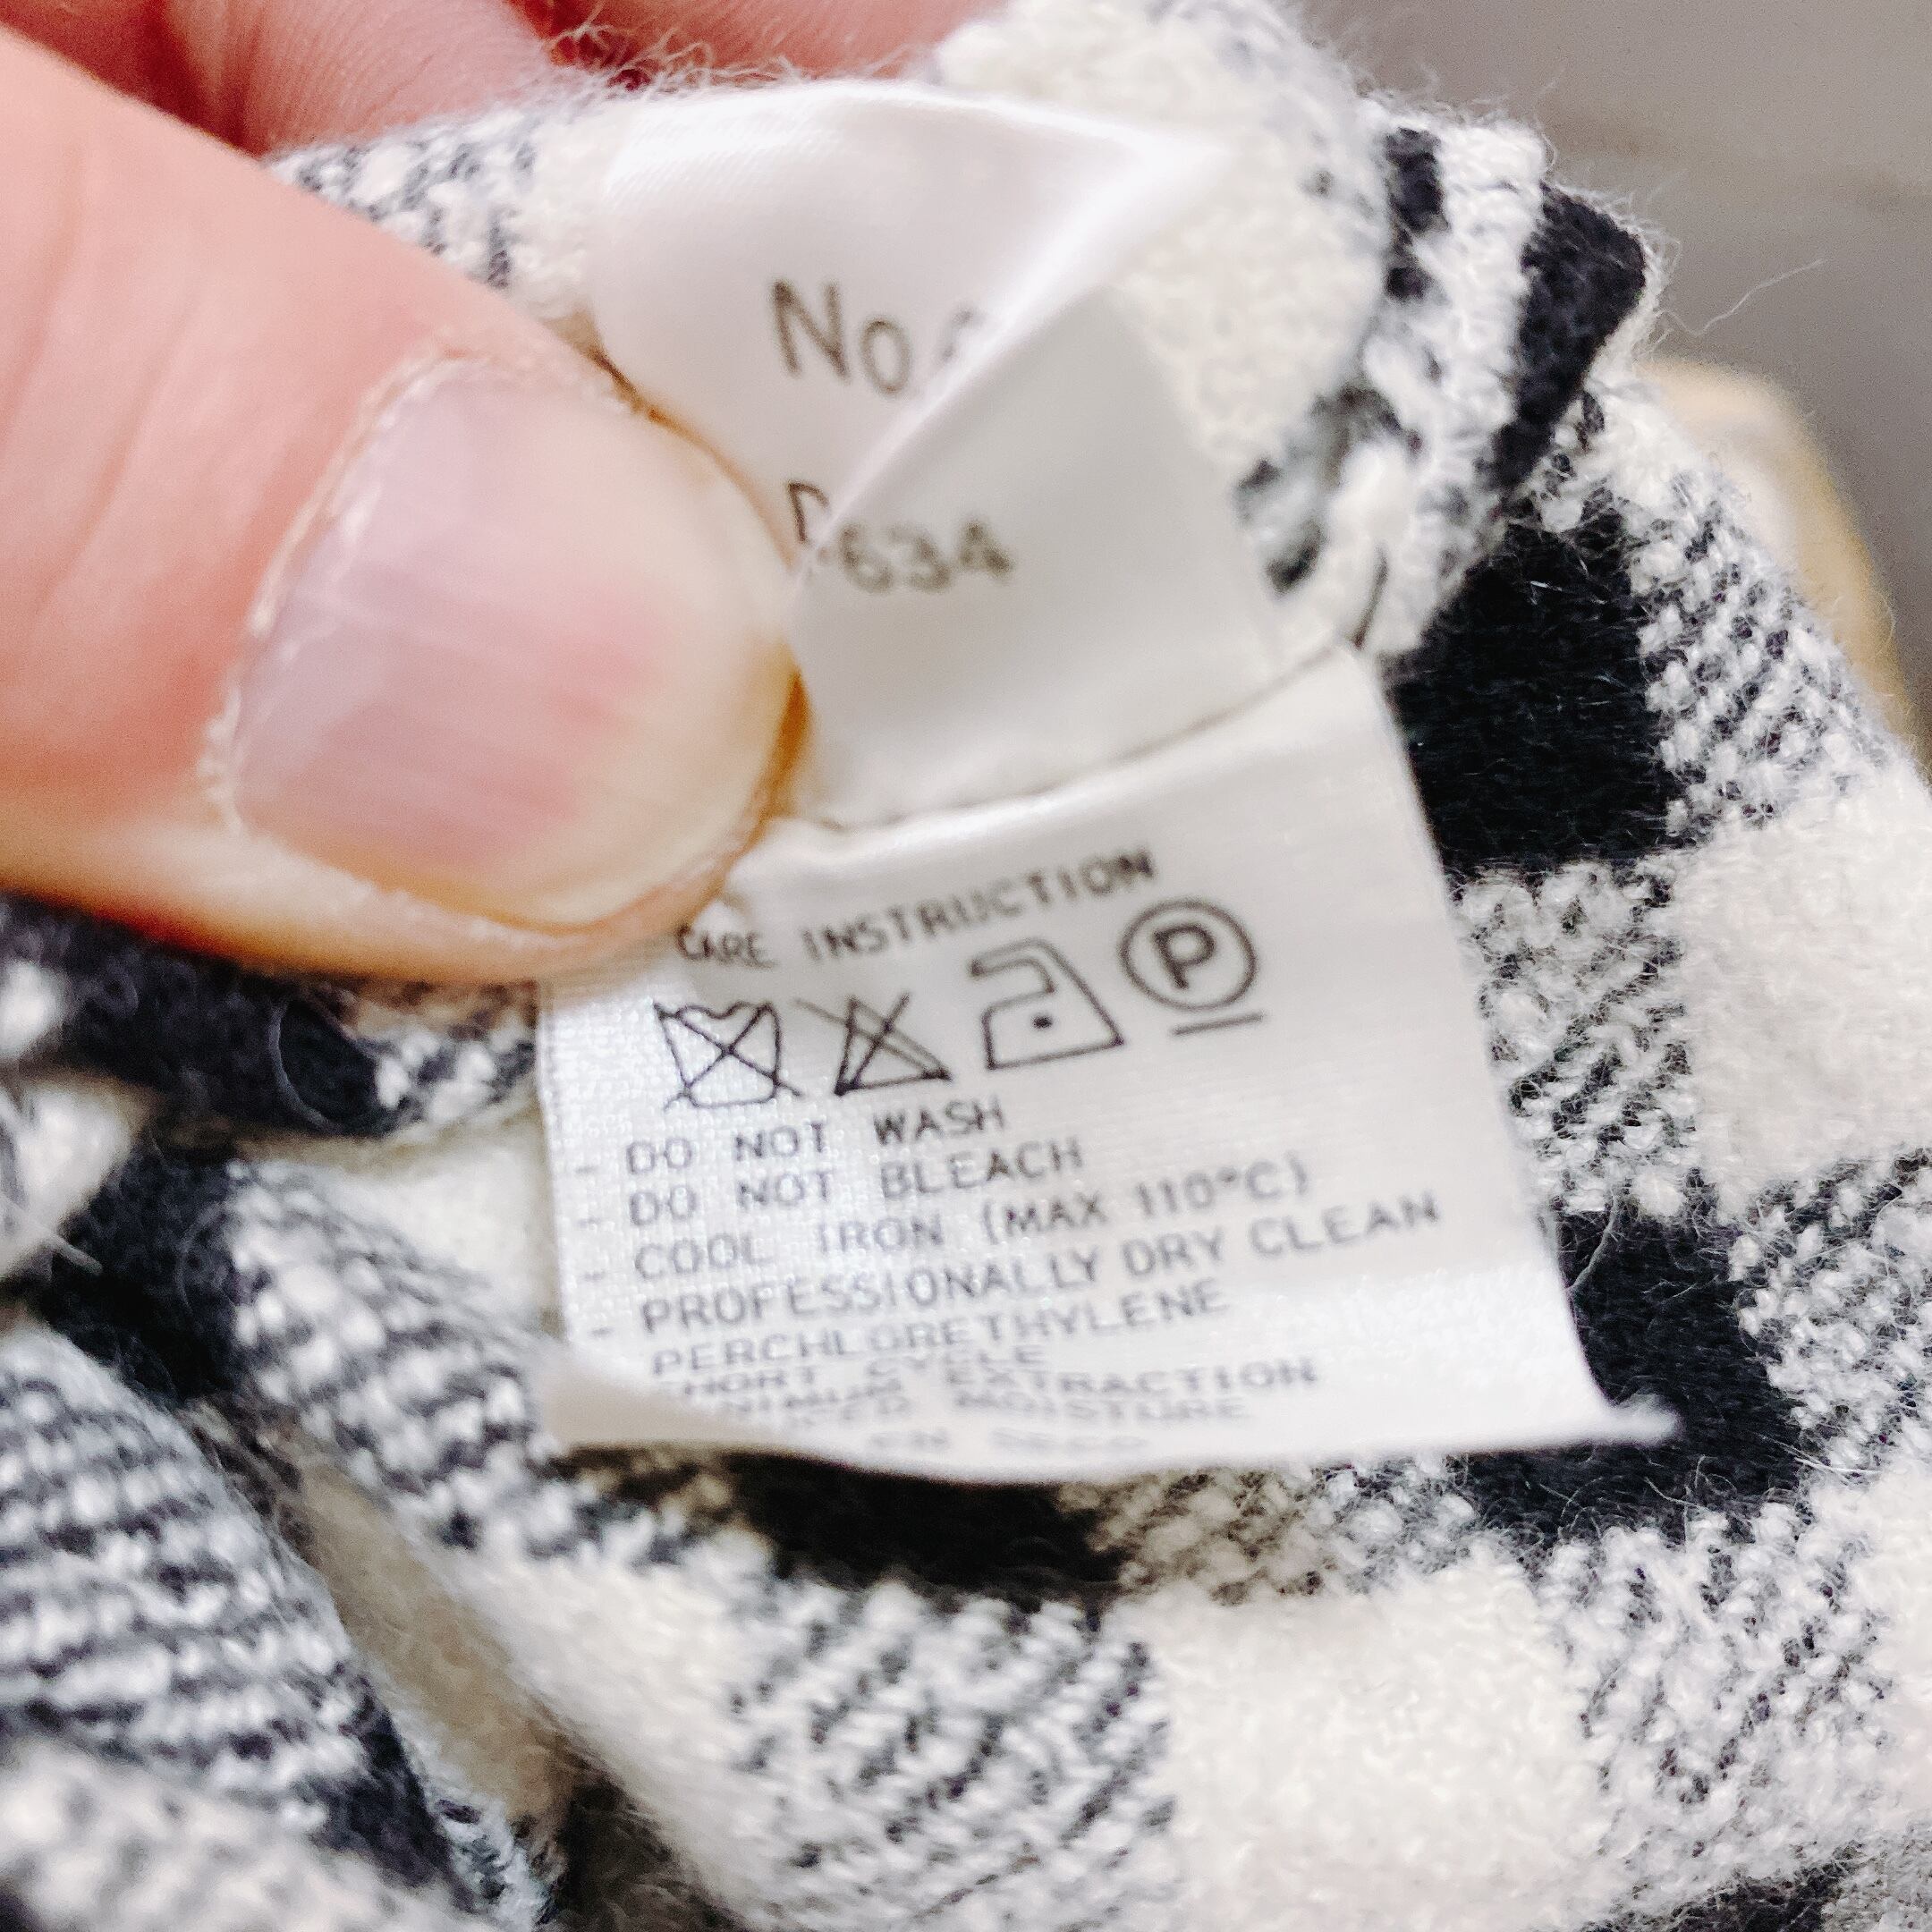 No.
634
CARE INSTRUCTION
P
- DO NOT WASH
- DO NOT BLEACH
- COOL IRON (MAX 110°C)
- PROFESSIONALLY DRY CLEAN
PERCHLORETHYLENE
SHORT CYCLE
EXTRACTION
MOISTURE